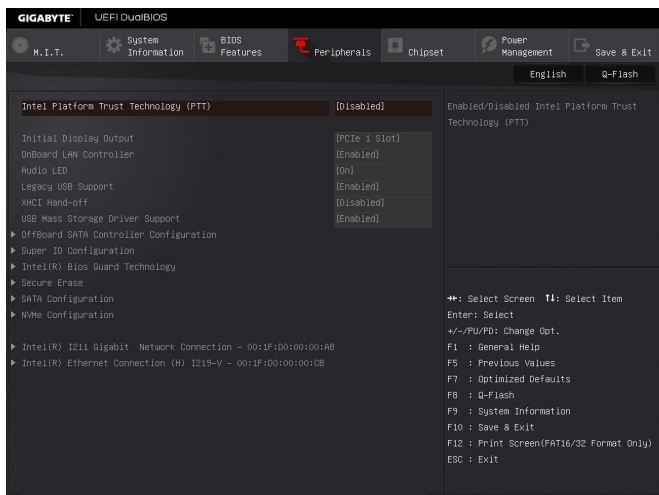 GIGABYTE™ UEFI DualBIOS
M.I.T.
System Information
BIOS Features
Peripherals
Chipset
Power Management
Save & Exit
English Q-Flash
Intel Platform Trust Technology (PTT) [Disabled]
Enabled/Disabled Intel Platform Trust
Technology (PTT)
Initial Display Output [PCIe 1 Slot]
OnBoard LAN Controller [Enabled]
Audio LED [On]
Legacy USB Support [Enabled]
XHCI Hand-off [Disabled]
USB Mass Storage Driver Support [Enabled]
OffBoard SATA Controller Configuration
Super IO Configuration
Intel(R) Bios Guard Technology
Secure Erase
SATA Configuration
NVMe Configuration
Intel(R) I211 Gigabit Network Connection - 00:1F:D0:00:00:AB
Intel(R) Ethernet Connection (H) I219-V - 00:1F:D0:00:00:CB
→←: Select Screen ↑↓: Select Item
Enter: Select
+/-/PU/PD: Change Opt.
F1 : General Help
F5 : Previous Values
F7 : Optimized Defaults
F8 : Q-Flash
F9 : System Information
F10 : Save & Exit
F12 : Print Screen(FAT16/32 Format Only)
ESC : Exit